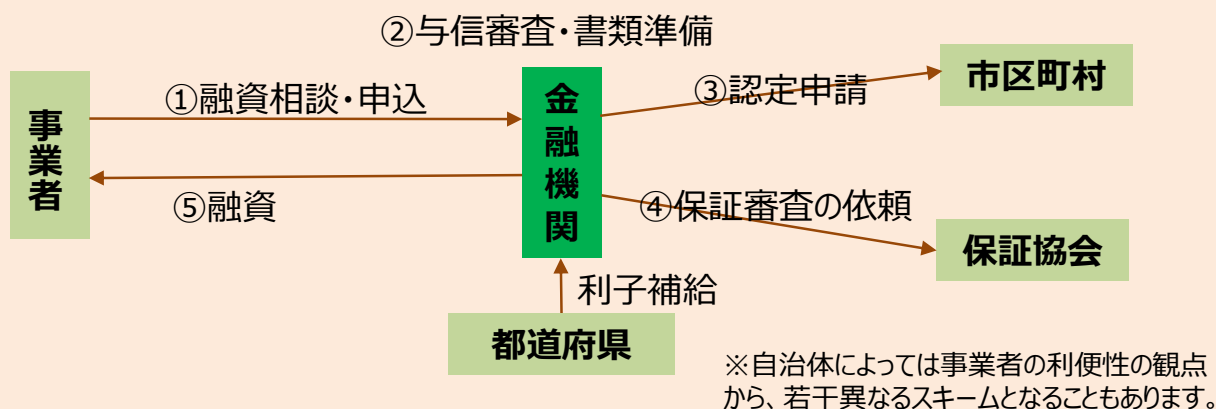 ②与信審査・書類準備
市区町村
①融資相談・申込
③認定申請
事業者
金融機関
⑤融資
④保証審査の依頼
保証協会
利子補給
都道府県
※自治体によっては事業者の利便性の観点
から、若干異なるスキームとなることもあります。